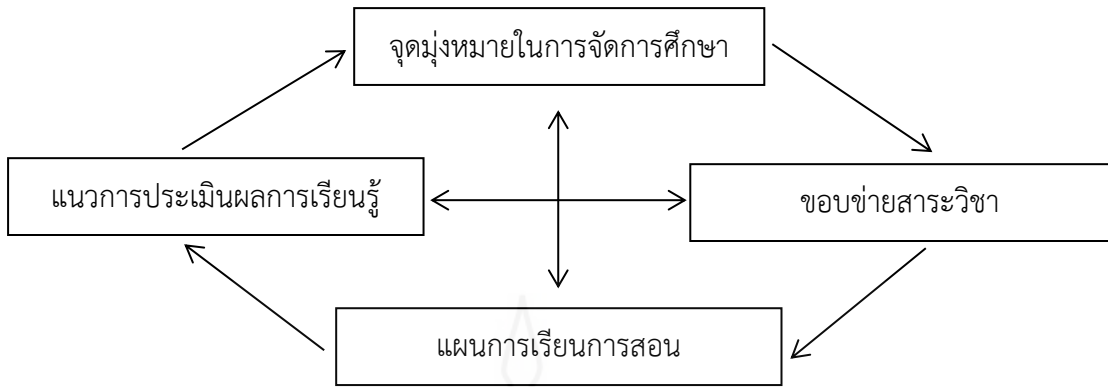 จุดมุ่งหมายในการจัดการศึกษา
แนวการประเมินผลการเรียนรู้
ขอบข่ายสาระวิชา
แผนการเรียนการสอน